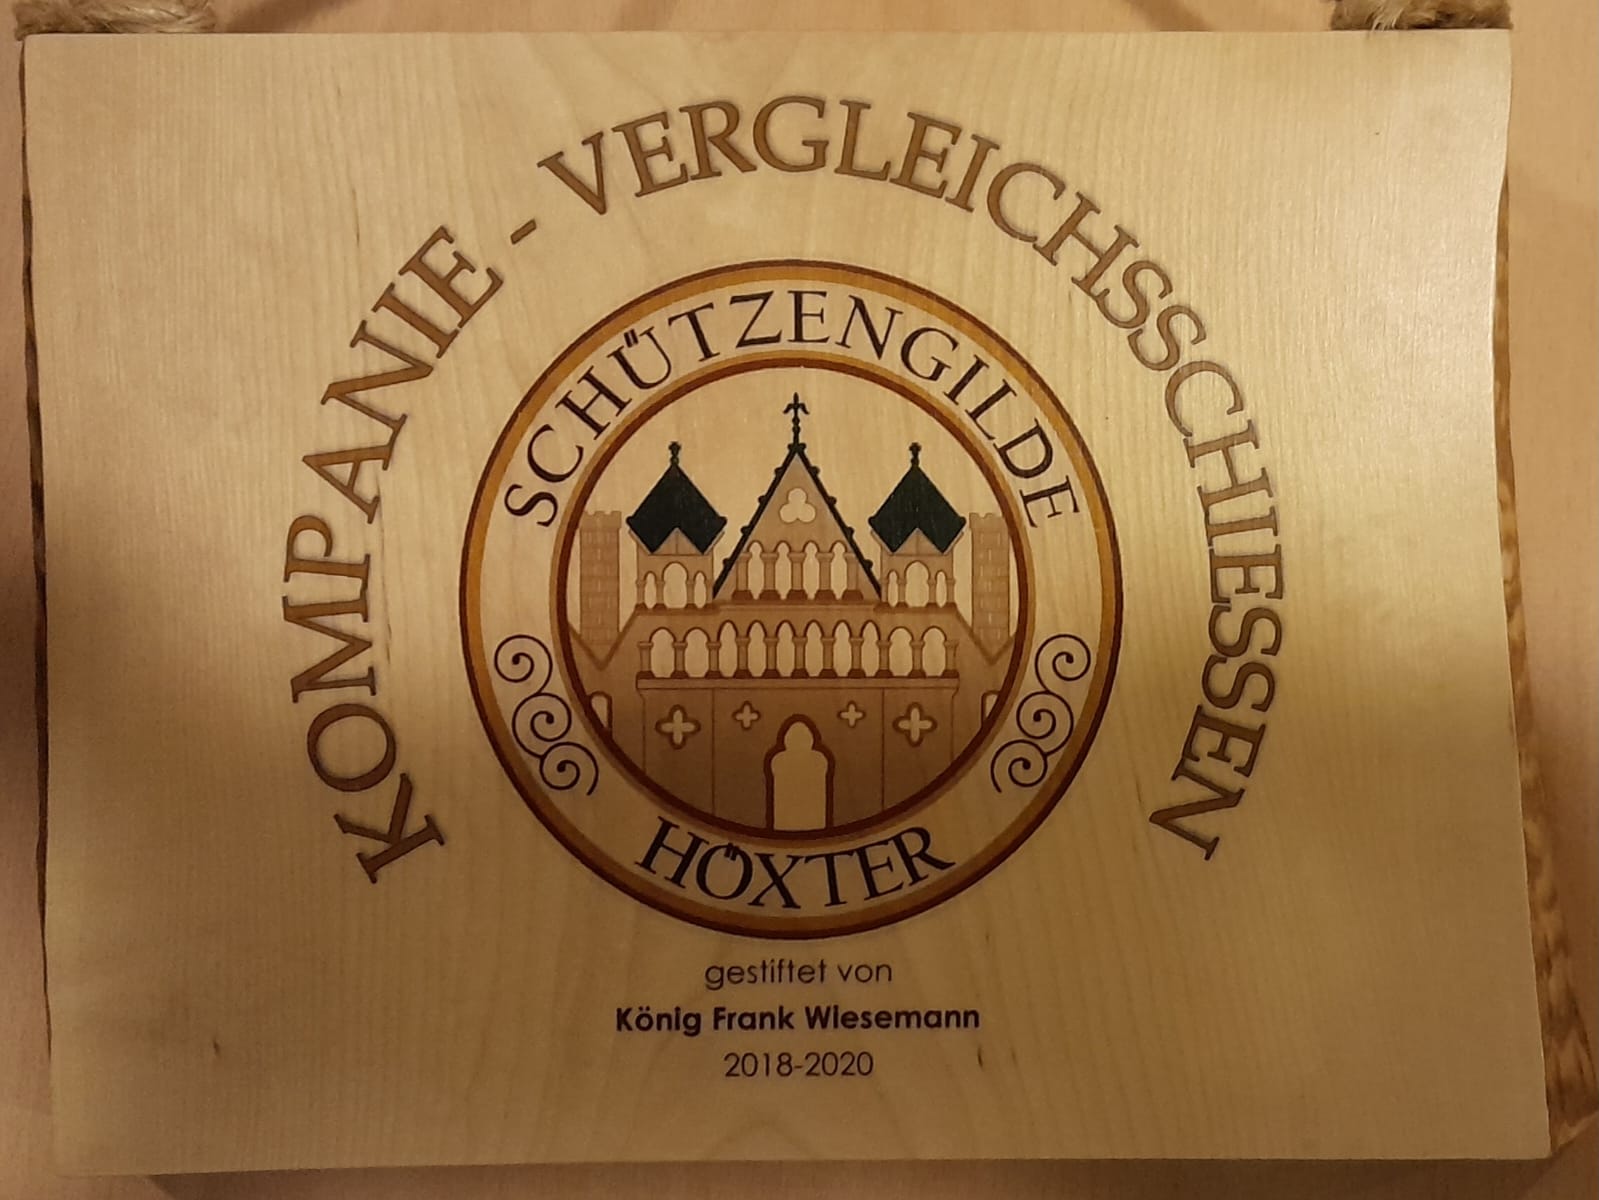 KOMPANIE - VERGLEICHSSCHIESSEN
SCHÜTZENGILDE
HÖXTER
gestiftet von
König Frank Wiesemann
2018-2020